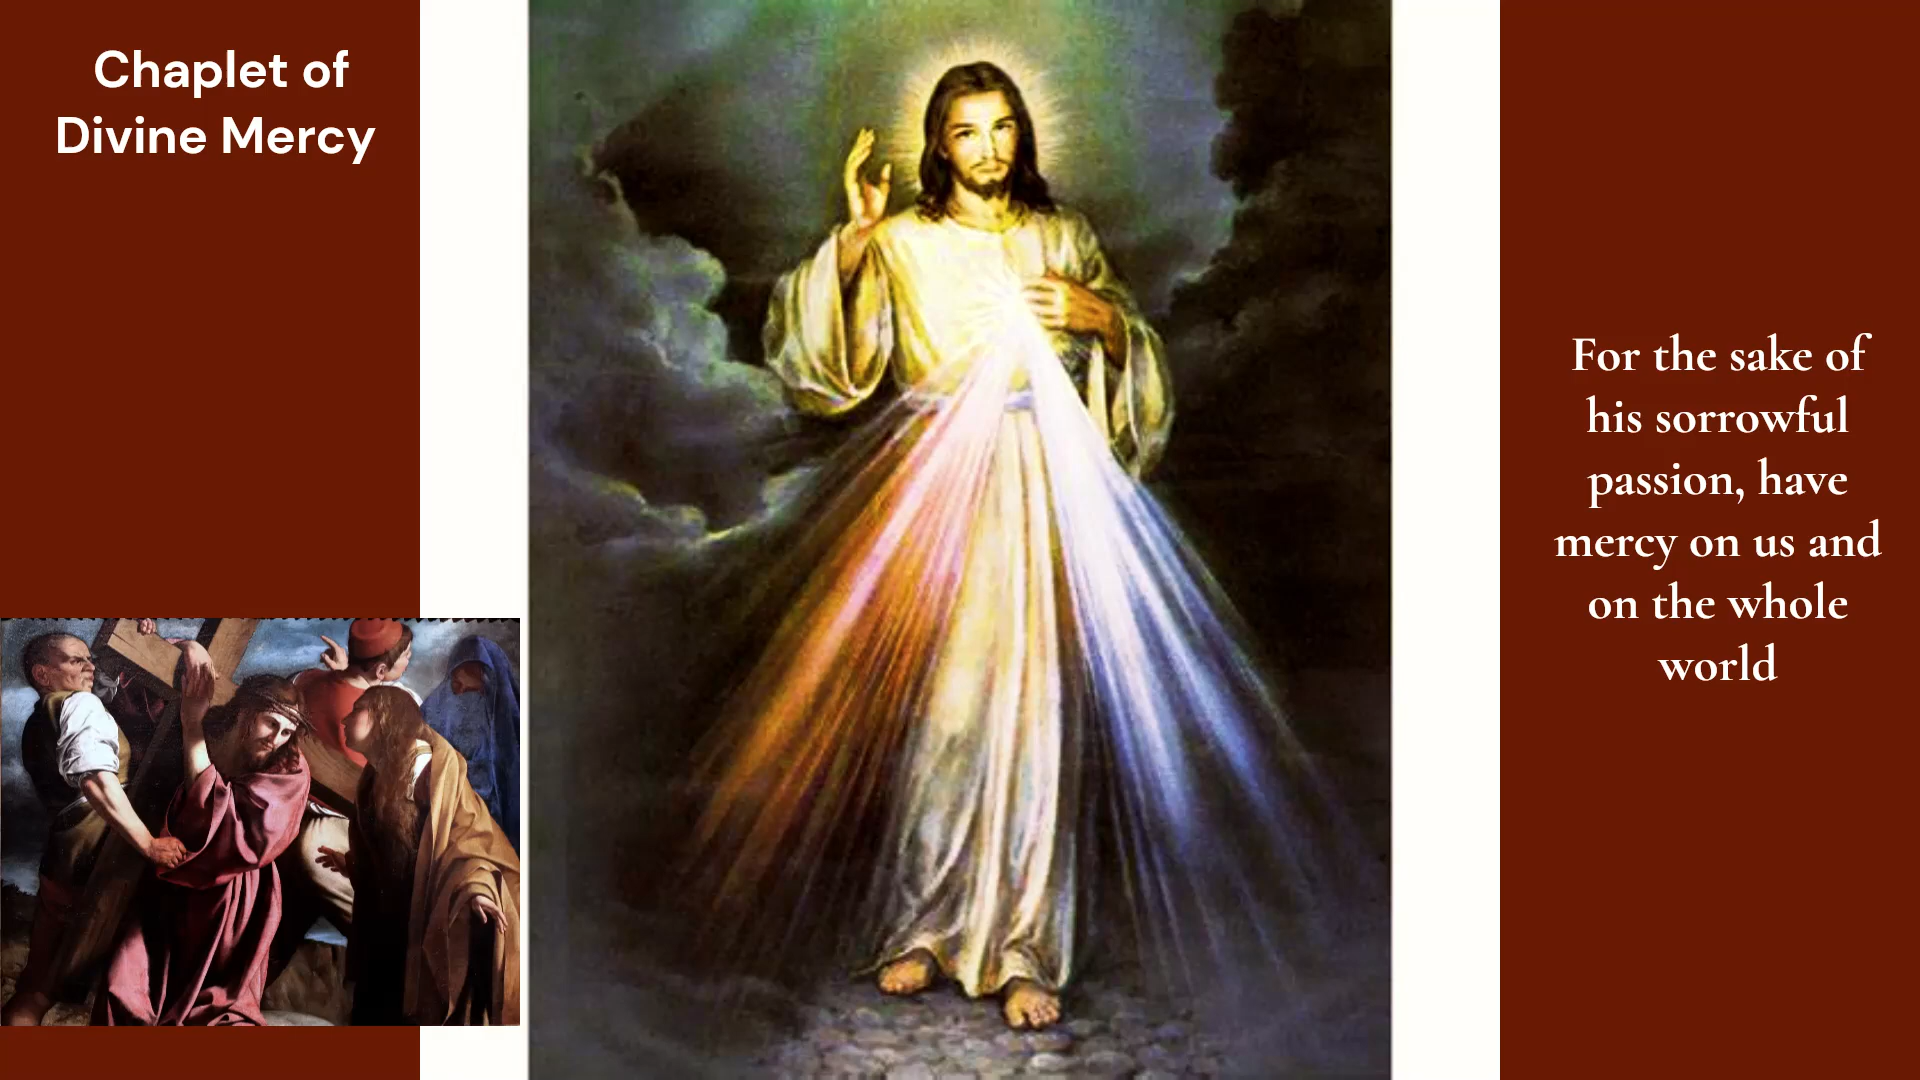 Chaplet of
Divine Mercy
For the sake of
his sorrowful
passion, have
mercy on us and
on the whole
world